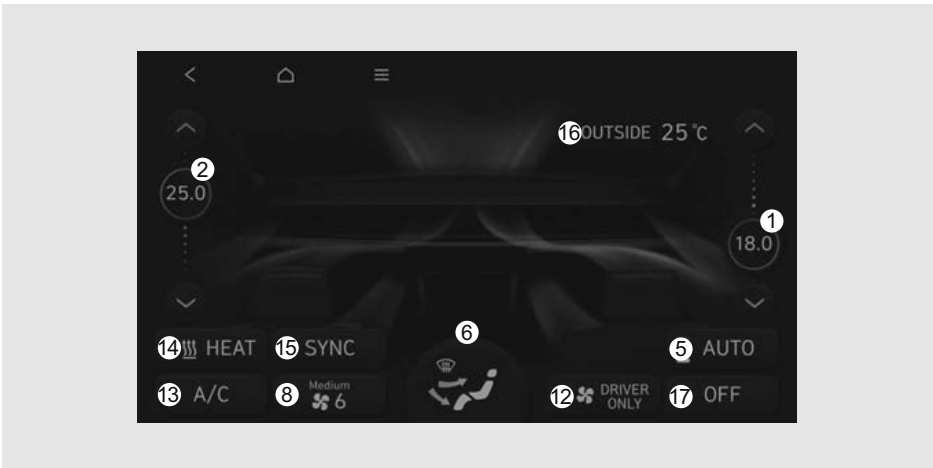 16 OUTSIDE 25 °C
2
25.0
1
18.0
6
14 HEAT
15 SYNC
5 AUTO
13 A/C
8 Medium
6
12 DRIVER
ONLY
17 OFF